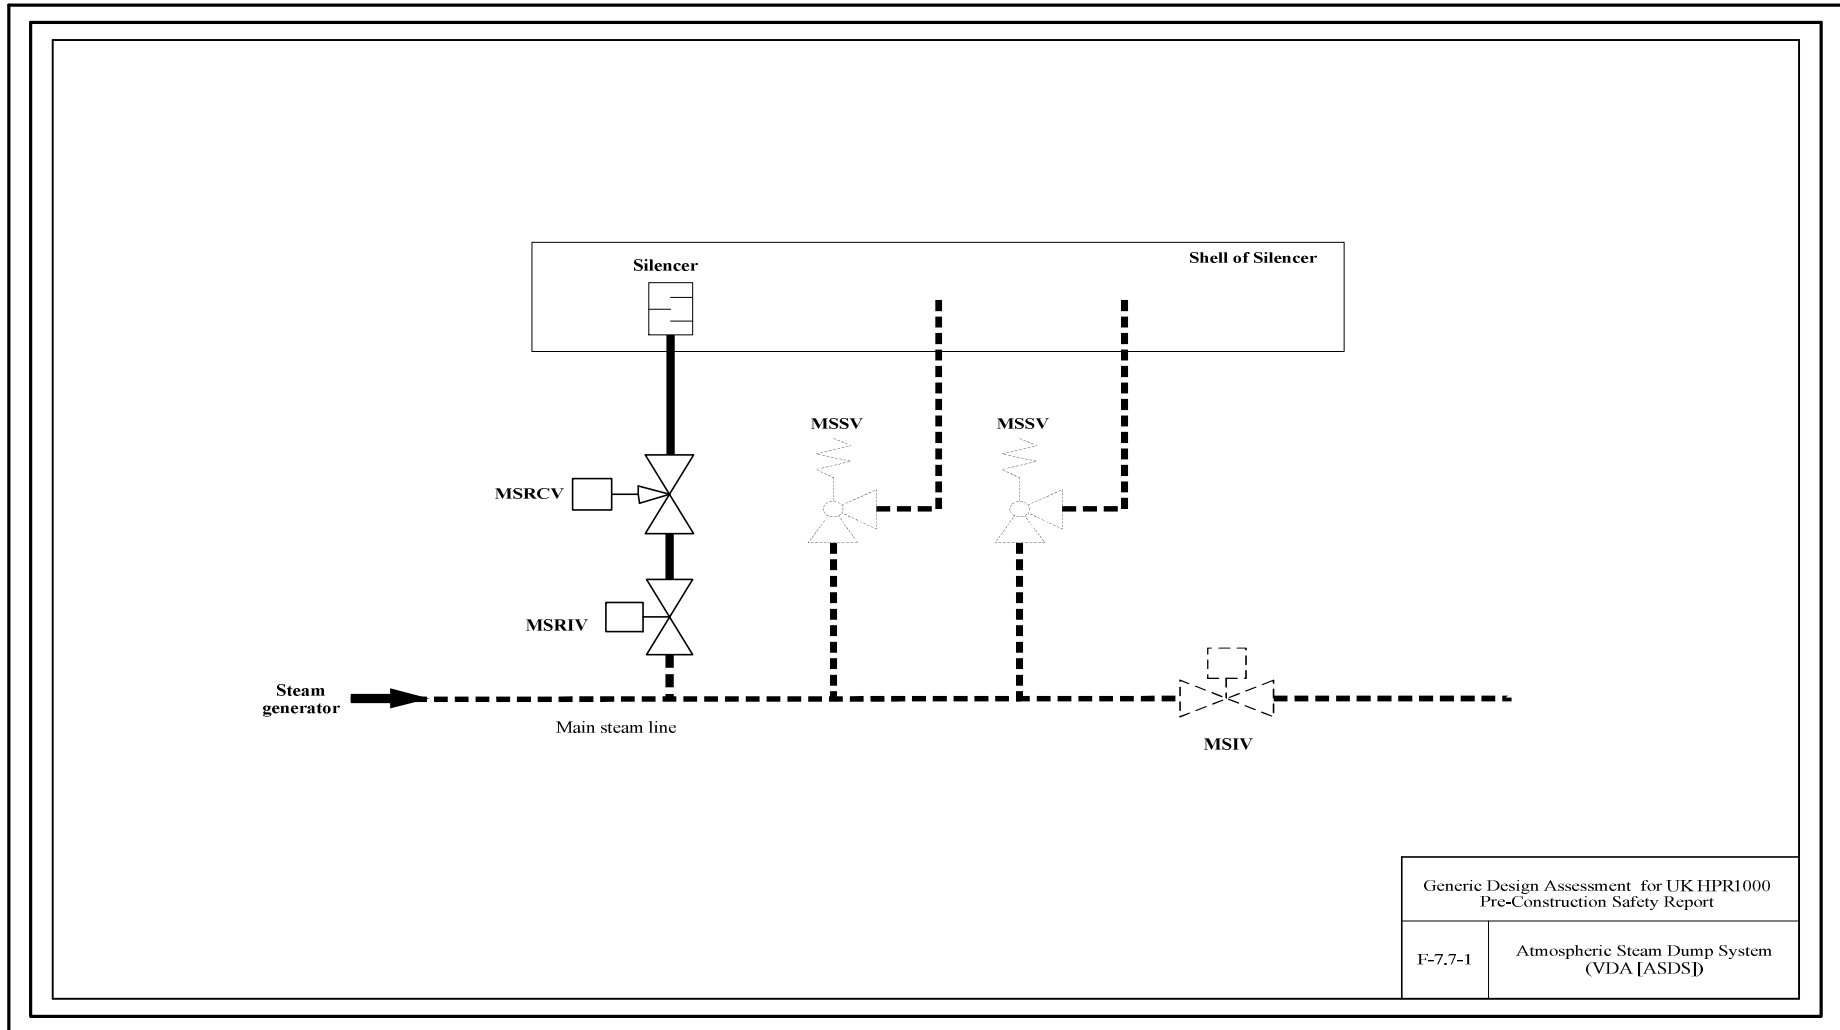 Silencer
Shell of Silencer
MSSV
MSSV
MSRCV
MSRIV
Steam
generator
Main steam line
MSIV
Generic Design Assessment for UK HPR1000
Pre-Construction Safety Report
F-7.7-1
Atmospheric Steam Dump System
(VDA [ASDS])